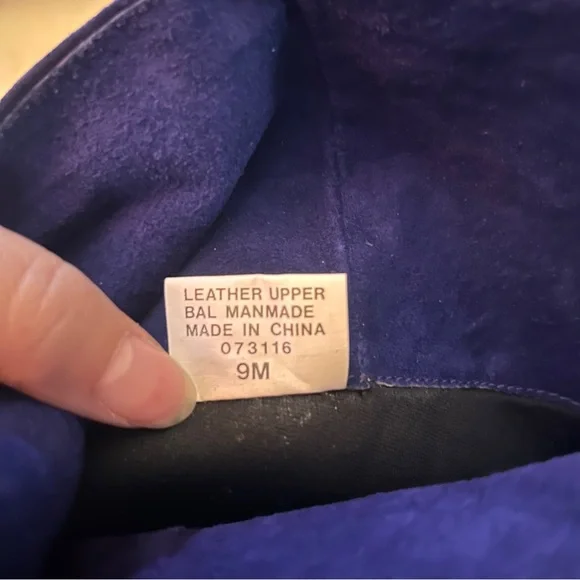 LEATHER UPPER
BAL MANMADE
MADE IN CHINA
073116
9M